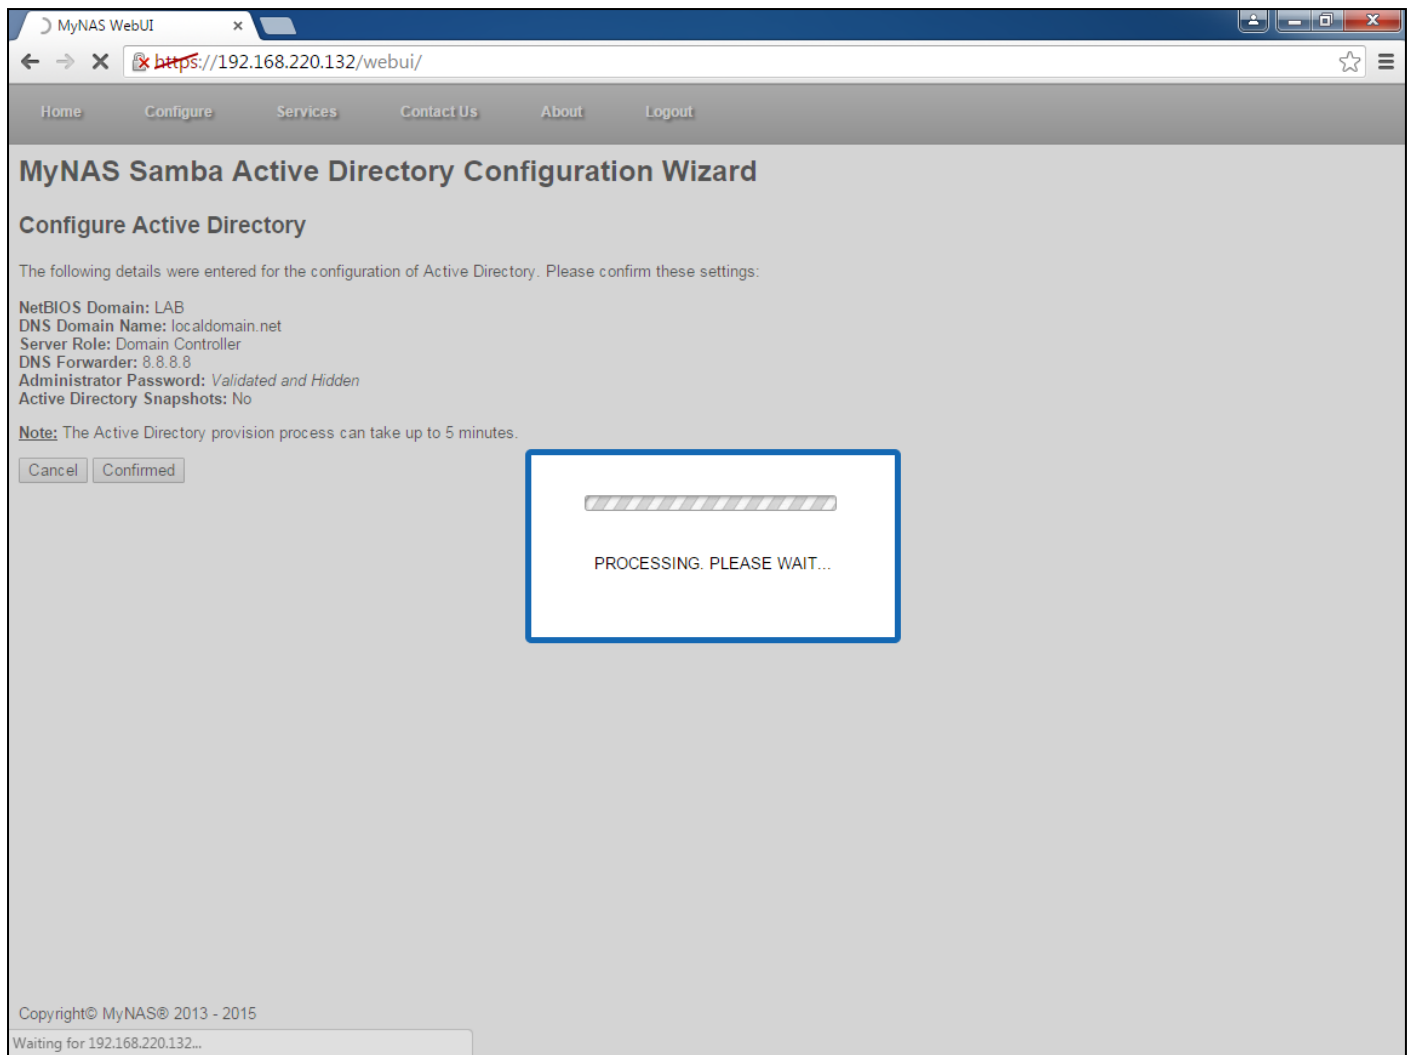 MyNAS WebUI
https://192.168.220.132/webui/
Home Configure Services Contact Us About Logout
MyNAS Samba Active Directory Configuration Wizard
Configure Active Directory
The following details were entered for the configuration of Active Directory. Please confirm these settings:
NetBIOS Domain: LAB
DNS Domain Name: localdomain.net
Server Role: Domain Controller
DNS Forwarder: 8.8.8.8
Administrator Password: Validated and Hidden
Active Directory Snapshots: No
Note: The Active Directory provision process can take up to 5 minutes.
Cancel Confirmed
PROCESSING. PLEASE WAIT...
Copyright© MyNAS® 2013 - 2015
Waiting for 192.168.220.132...